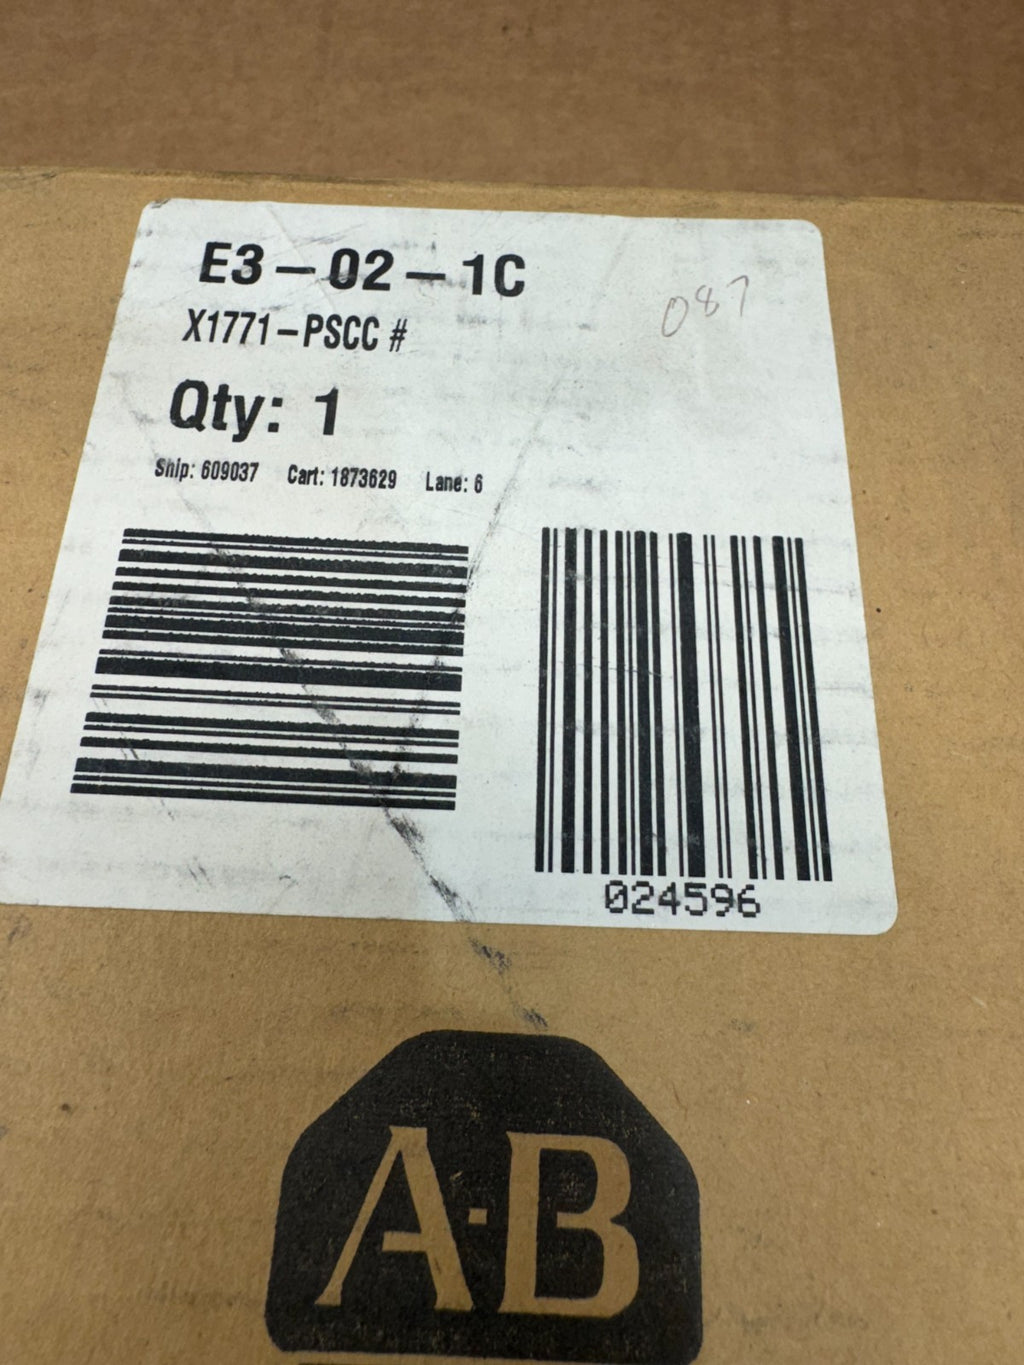 E3-02-1C
087
X1771-PSCC #
Qty: 1
Ship: 609037 Cart: 1873629 Lane: 6
024596
A·B